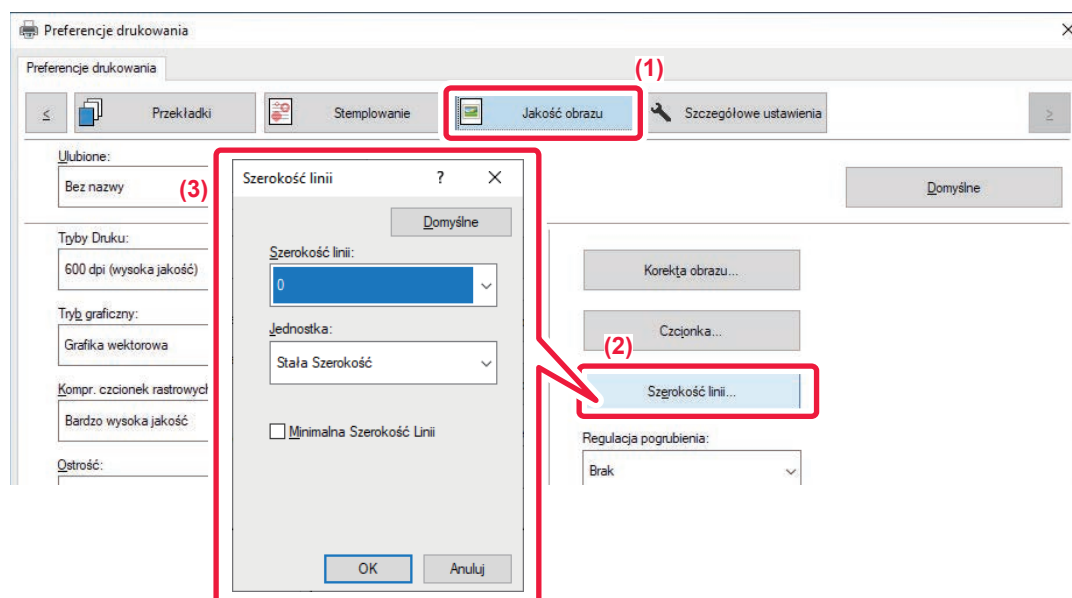 Preferencje drukowania
Preferencje drukowania
(1)
≤
Przekładki
Stemplowanie
Jakość obrazu
Szczegółowe ustawienia
≥
Ulubione:
Bez nazwy
Domyślne
Tryby Druku:
600 dpi (wysoka jakość)
Tryb graficzny:
Grafika wektorowa
Kompr. czcionek rastrowych
Bardzo wysoka jakość
Ostrość:
(3)
Szerokość linii
?
Domyślne
Szerokość linii:
0
Jednostka:
Stała Szerokość
Minimalna Szerokość Linii
OK
Anuluj
Korekta obrazu...
Czcionka...
(2)
Szerokość linii...
Regulacja pogrubienia:
Brak